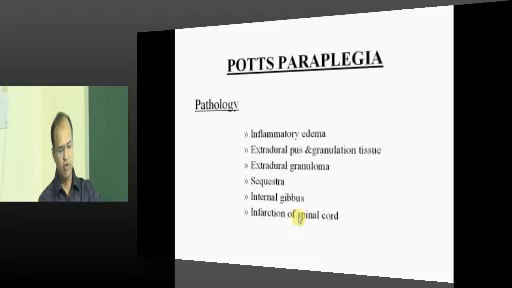 POTTS PARAPLEGIA
Pathology
» Inflammatory edema
» Extradural pus &granulation tissue
» Extradural granuloma
» Sequestra
» Internal gibbus
» Infarction of spinal cord